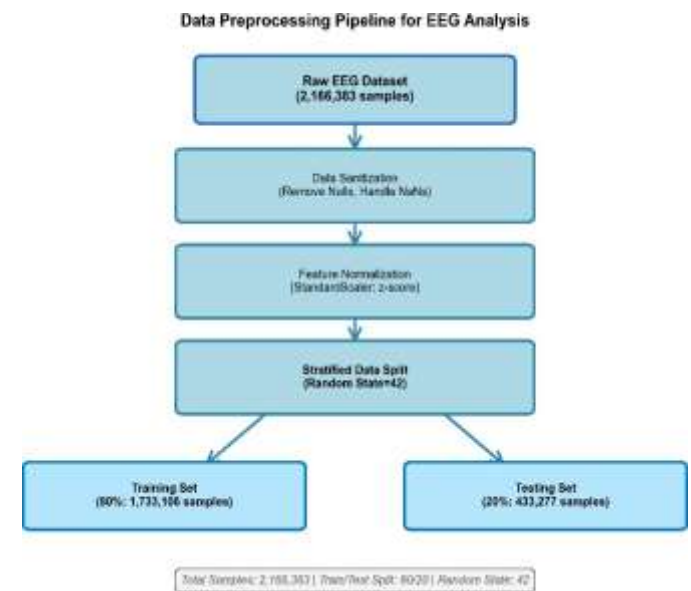 Data Preprocessing Pipeline for EEG Analysis
Raw EEG Dataset
(2,166,383 samples)
Data Sanitization
(Remove Nulls, Handle NaNs)
Feature Normalization
(StandardScaler: z-score)
Stratified Data Split
(Random State=42)
Training Set
(80%: 1,733,106 samples)
Testing Set
(20%: 433,277 samples)
Total Samples: 2,166,383 | Train/Test Split: 80/20 | Random State: 42